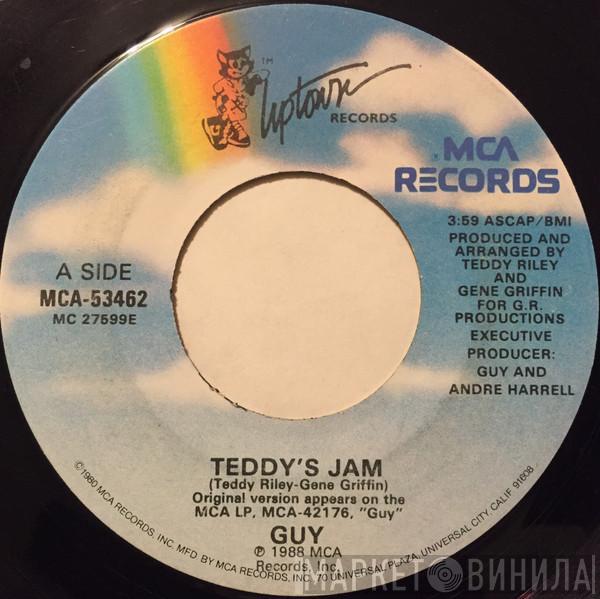 Uptown
™
RECORDS
MCA
RECORDS
A SIDE
MCA-53462
MC 27599E
3:59 ASCAP/BMI
PRODUCED AND
ARRANGED BY
TEDDY RILEY
AND
GENE GRIFFIN
FOR G.R.
PRODUCTIONS
EXECUTIVE
PRODUCER:
GUY AND
ANDRE HARRELL
TEDDY'S JAM
(Teddy Riley-Gene Griffin)
Original version appears on the
MCA LP, MCA-42176, "Guy"
GUY
℗ 1988 MCA
Records, Inc.
©1980 MCA RECORDS, INC. MFD BY MCA RECORDS, INC. 70 UNIVERSAL PLAZA, UNIVERSAL CITY, CALIF 91608
МАРКЕТ ВИНИЛА